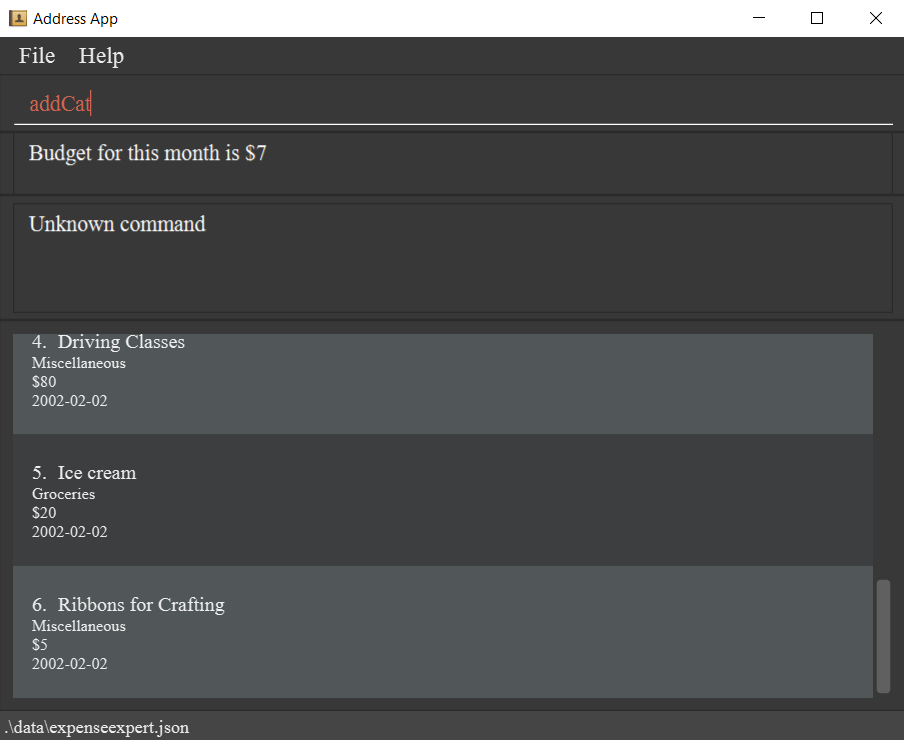 Address App
File Help
addCat
Budget for this month is $7
Unknown command
4. Driving Classes
Miscellaneous
$80
2002-02-02
5. Ice cream
Groceries
$20
2002-02-02
6. Ribbons for Crafting
Miscellaneous
$5
2002-02-02
.\data\expenseexpert.json